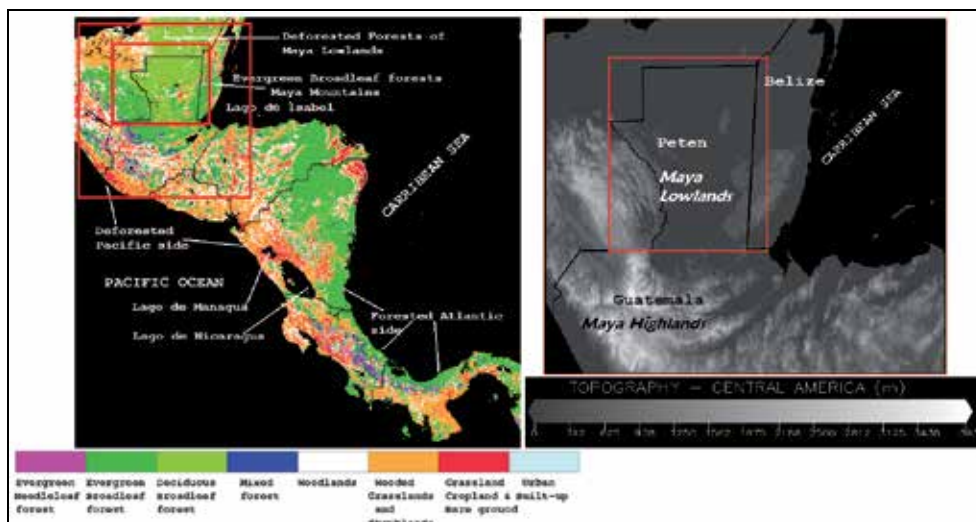 Deforested Forests of
Maya Lowlands
Evergreen Broadleaf forests
Maya Mountains
Lago de Isabel
CARRIBEAN SEA
Deforested
Pacific side
PACIFIC OCEAN
Lago de Managua
Lago de Nicaragua
Forested Atlantic
side
Belize
Peten
Maya
Lowlands
CARRIBEAN SEA
Guatemala
Maya Highlands
TOPOGRAPHY - CENTRAL AMERICA (m)
0
Evergreen
Needleleaf
forest
Evergreen
Broadleaf
forest
Deciduous
Broadleaf
forest
Mixed
forest
Woodlands
Wooded
Grasslands
and
Shrublands
Grassland
Cropland &
Bare ground
Urban
Built-up